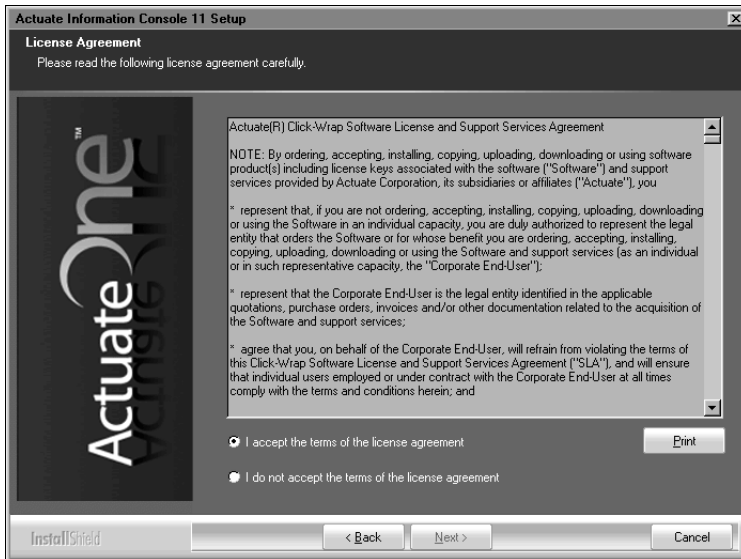 Actuate Information Console 11 Setup
License Agreement
Please read the following license agreement carefully.
ActuateOne™
Actuate(R) Click-Wrap Software License and Support Services Agreement
NOTE: By ordering, accepting, installing, copying, uploading, downloading or using software
product(s) including license keys associated with the software ("Software") and support
services provided by Actuate Corporation, its subsidiaries or affiliates ("Actuate"), you
* represent that, if you are not ordering, accepting, installing, copying, uploading, downloading
or using the Software in an individual capacity, you are duly authorized to represent the legal
entity that orders the Software or for whose benefit you are ordering, accepting, installing,
copying, uploading, downloading or using the Software and support services (as an individual
or in such representative capacity, the "Corporate End-User");
* represent that the Corporate End-User is the legal entity identified in the applicable
quotations, purchase orders, invoices and/or other documentation related to the acquisition of
the Software and support services;
* agree that you, on behalf of the Corporate End-User, will refrain from violating the terms of
this Click-Wrap Software License and Support Services Agreement ("SLA"), and will ensure
that individual users employed or under contract with the Corporate End-User at all times
comply with the terms and conditions herein; and
I accept the terms of the license agreement
Print
I do not accept the terms of the license agreement
InstallShield
< Back
Next >
Cancel